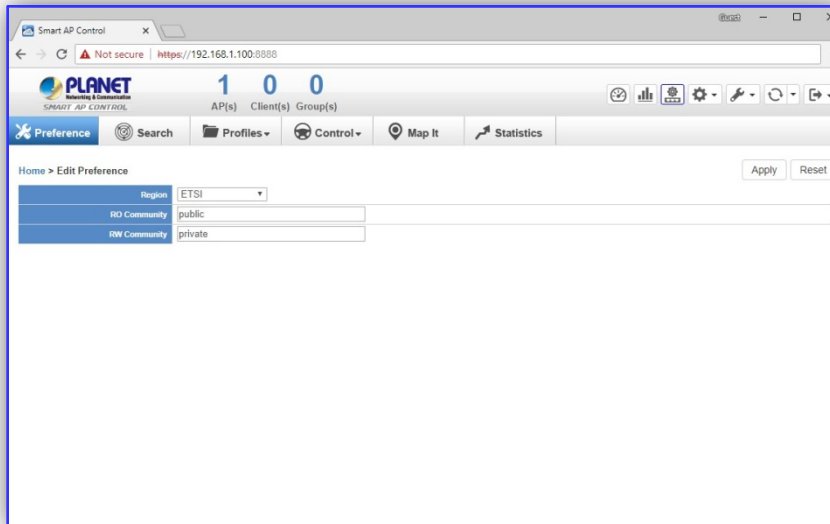 Smart AP Control
Not secure | https://192.168.1.100:8888
PLANET
Networking & Communication
SMART AP CONTROL
1 0 0
AP(s) Client(s) Group(s)
Preference Search Profiles Control Map It Statistics
Home > Edit Preference
Apply Reset
Region ETSI
RO Community public
RW Community private